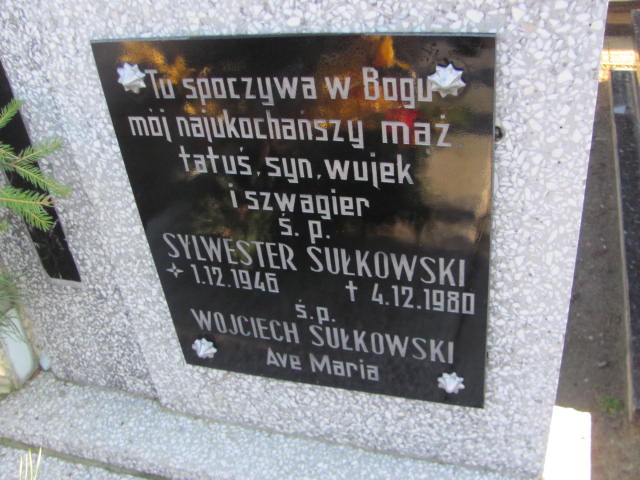 Tu spoczywa w Bogu
mój najukochańszy mąż
tatuś, syn, wujek
i szwagier
ś. p.
SYLWESTER SUŁKOWSKI
1.12.1946 † 4.12.1980
ś.p.
WOJCIECH SUŁKOWSKI
Ave Maria